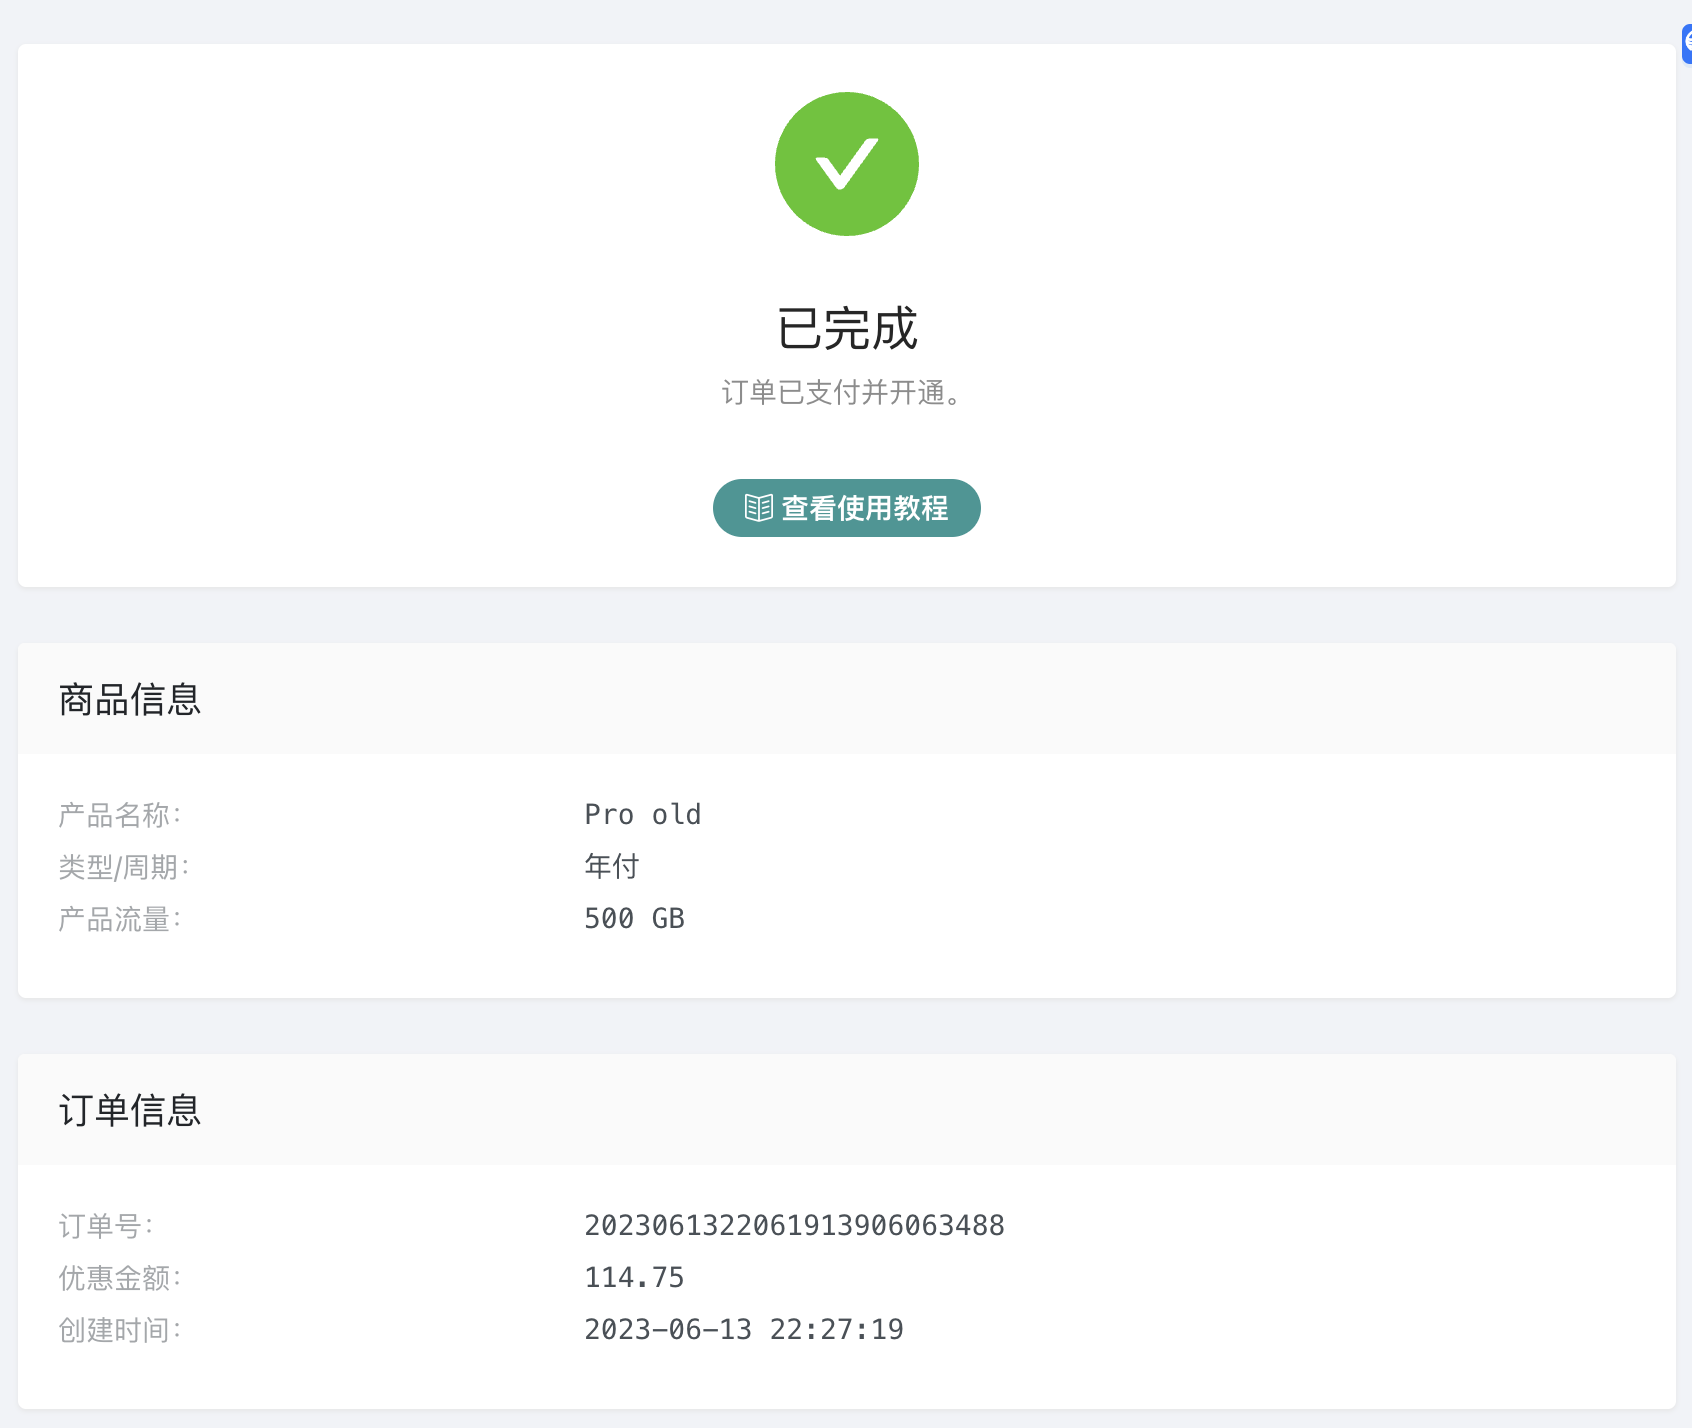 已完成
订单已支付并开通。
查看使用教程
商品信息
产品名称： Pro old
类型/周期： 年付
产品流量： 500 GB
订单信息
订单号： 2023061322061913906063488
优惠金额： 114.75
创建时间： 2023-06-13 22:27:19